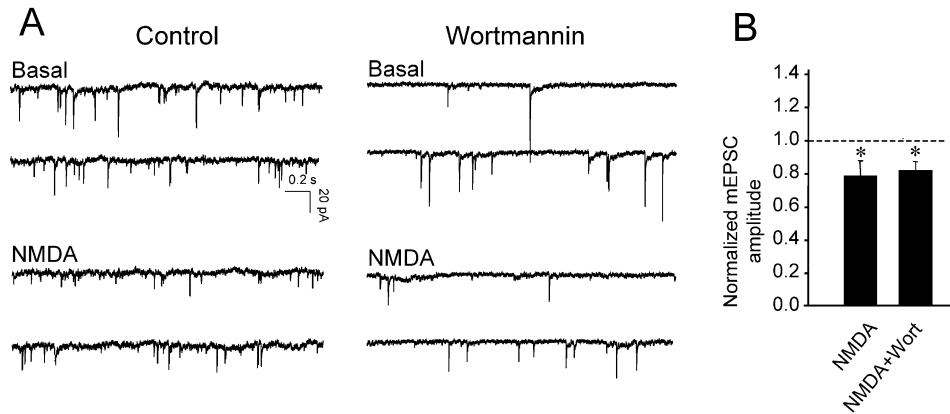 A
Control
Wortmannin
Basal
Basal
0.2 s
20 pA
NMDA
NMDA
B
Normalized mEPSC
amplitude
1.4
1.2
1.0
0.8
0.6
0.4
0.2
0.0
* *
NMDA
NMDA+Wort